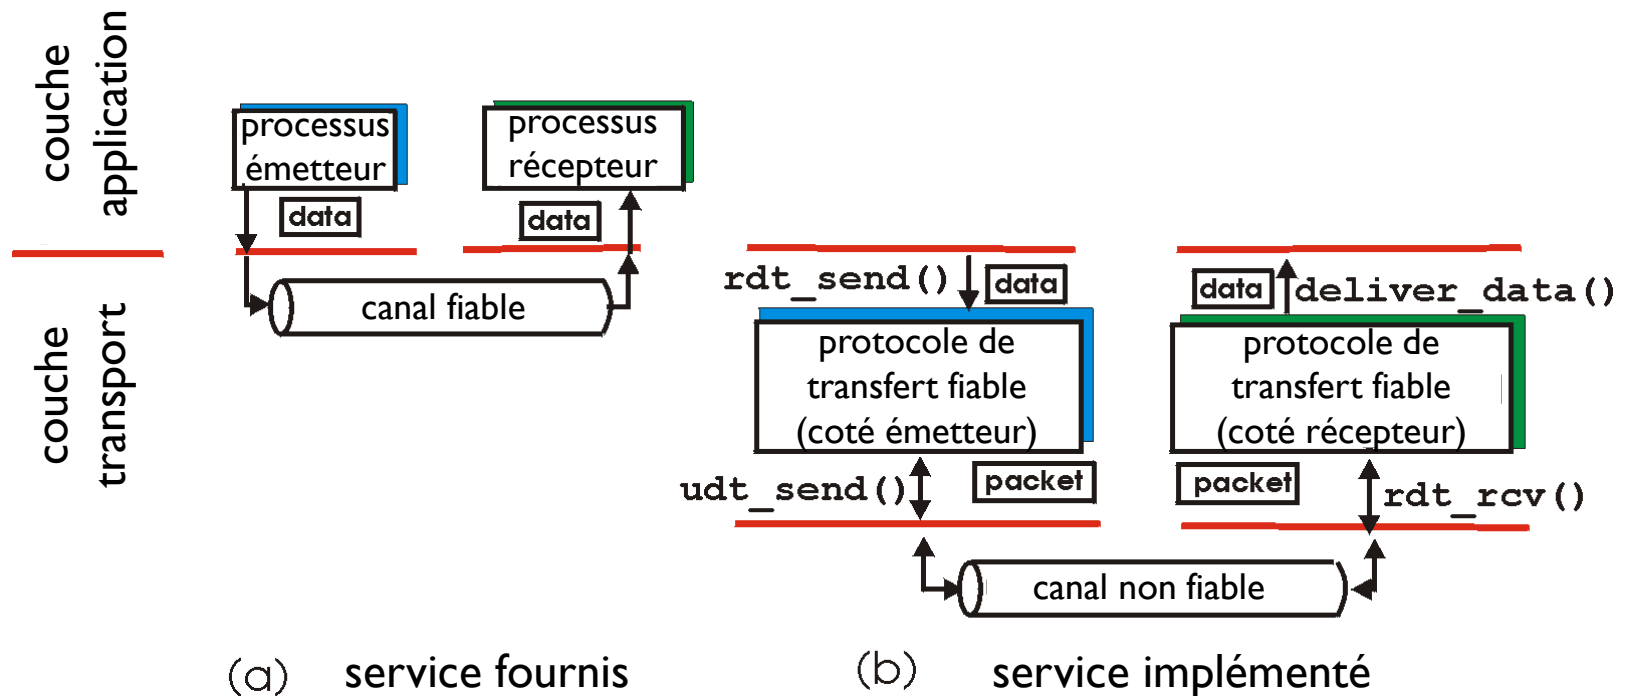 couche
application
couche
transport
processus
émetteur
processus
récepteur
data
data
canal fiable
rdt_send()
data
data
deliver_data()
protocole de
transfert fiable
(coté émetteur)
protocole de
transfert fiable
(coté récepteur)
udt_send()
packet
packet
rdt_rcv()
canal non fiable
(a) service fournis
(b) service implémenté